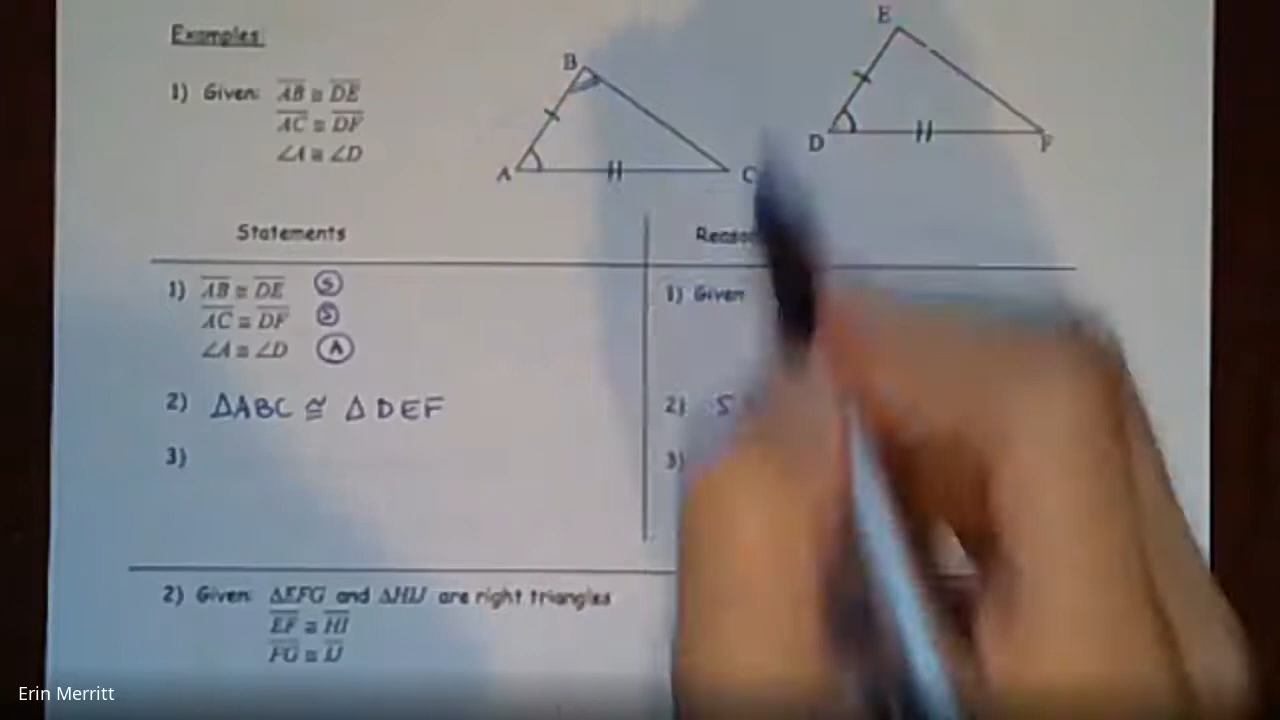 Examples:
1) Given: AB ≅ DE
AC ≅ DF
∠A ≅ ∠D
B
A
C
E
D
F
Statements
1) AB ≅ DE Ⓢ
AC ≅ DF Ⓢ
∠A ≅ ∠D Ⓐ
2) ΔABC ≅ ΔDEF
3)
1) Given
2) S
3)
2) Given: ΔEFG and ΔHIJ are right triangles
EF ≅ HI
FG ≅ IJ
Erin Merritt